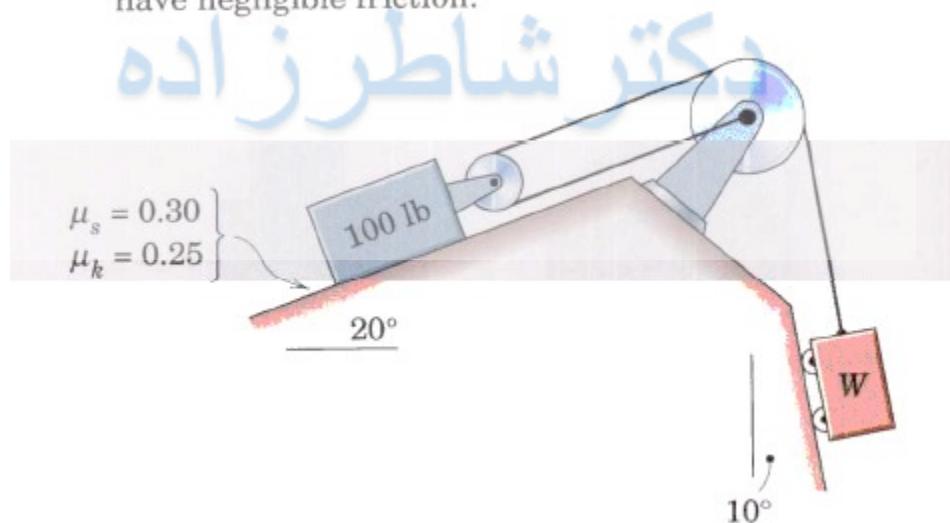 have negligible friction.
دکتر شاطرزاده
μs = 0.30
μk = 0.25
100 lb
20°
W
10°